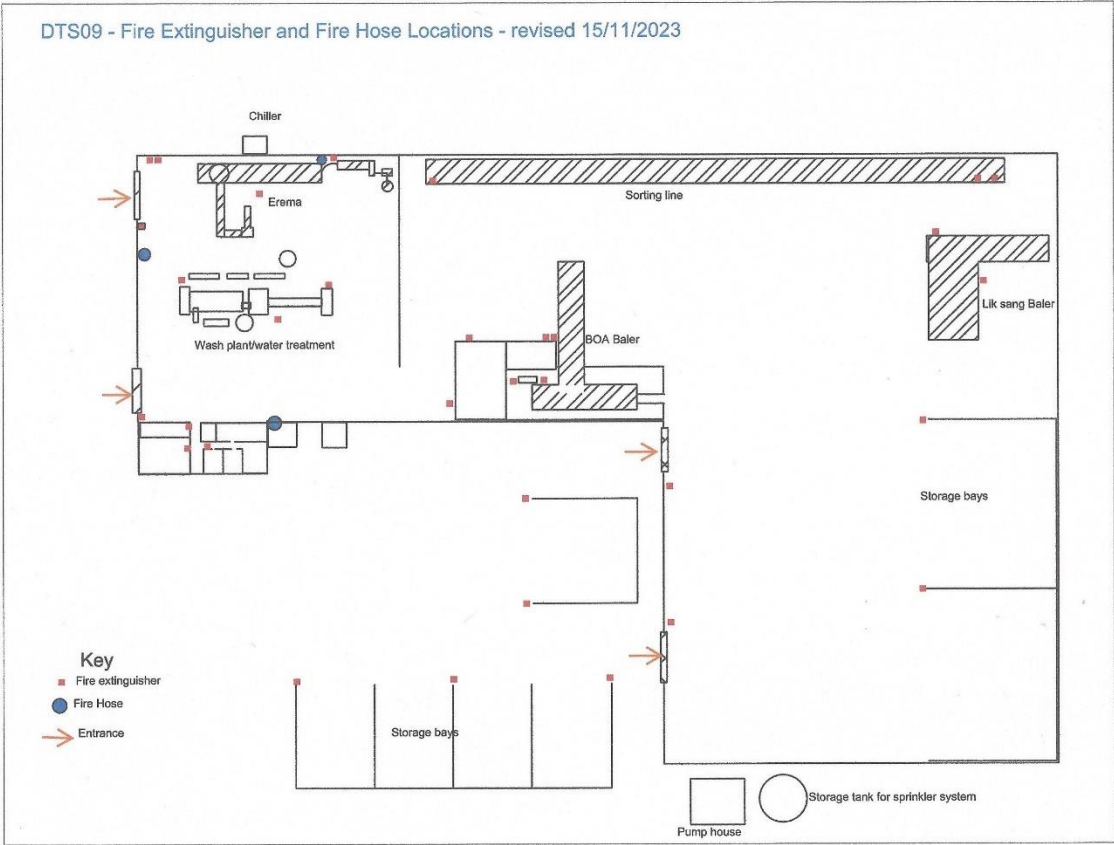 DTS09 - Fire Extinguisher and Fire Hose Locations - revised 15/11/2023
Chiller
Sorting line
Erema
Lik sang Baler
BOA Baler
Wash plant/water treatment
Storage bays
Key
Fire extinguisher
Fire Hose
Entrance
Storage bays
Storage tank for sprinkler system
Pump house